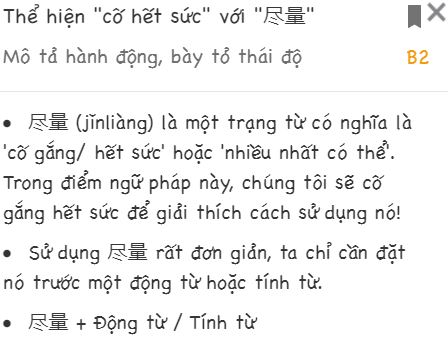 Thể hiện "cố hết sức" với "尽量"
Mô tả hành động, bày tỏ thái độ
B2
• 尽量 (jǐnliàng) là một trạng từ có nghĩa là
'cố gắng/ hết sức' hoặc 'nhiều nhất có thể'.
Trong điểm ngữ pháp này, chúng tôi sẽ cố
gắng hết sức để giải thích cách sử dụng nó!
• Sử dụng 尽量 rất đơn giản, ta chỉ cần đặt
nó trước một động từ hoặc tính từ.
• 尽量 + Động từ / Tính từ